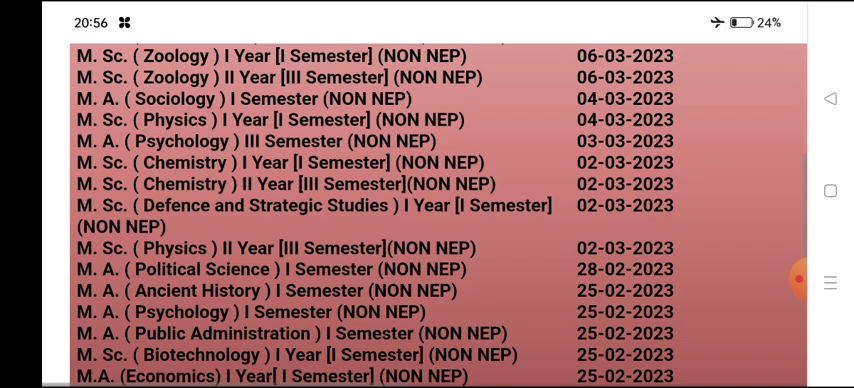 20:56 24%
M. Sc. ( Zoology ) I Year [I Semester] (NON NEP) 06-03-2023
M. Sc. ( Zoology ) II Year [III Semester] (NON NEP) 06-03-2023
M. A. ( Sociology ) I Semester (NON NEP) 04-03-2023
M. Sc. ( Physics ) I Year [I Semester] (NON NEP) 04-03-2023
M. A. ( Psychology ) III Semester (NON NEP) 03-03-2023
M. Sc. ( Chemistry ) I Year [I Semester] (NON NEP) 02-03-2023
M. Sc. ( Chemistry ) II Year [III Semester](NON NEP) 02-03-2023
M. Sc. ( Defence and Strategic Studies ) I Year [I Semester] 02-03-2023
(NON NEP)
M. Sc. ( Physics ) II Year [III Semester](NON NEP) 02-03-2023
M. A. ( Political Science ) I Semester (NON NEP) 28-02-2023
M. A. ( Ancient History ) I Semester (NON NEP) 25-02-2023
M. A. ( Psychology ) I Semester (NON NEP) 25-02-2023
M. A. ( Public Administration ) I Semester (NON NEP) 25-02-2023
M. Sc. ( Biotechnology ) I Year [I Semester] (NON NEP) 25-02-2023
M.A. (Economics) I Year[ I Semester] (NON NEP) 25-02-2023